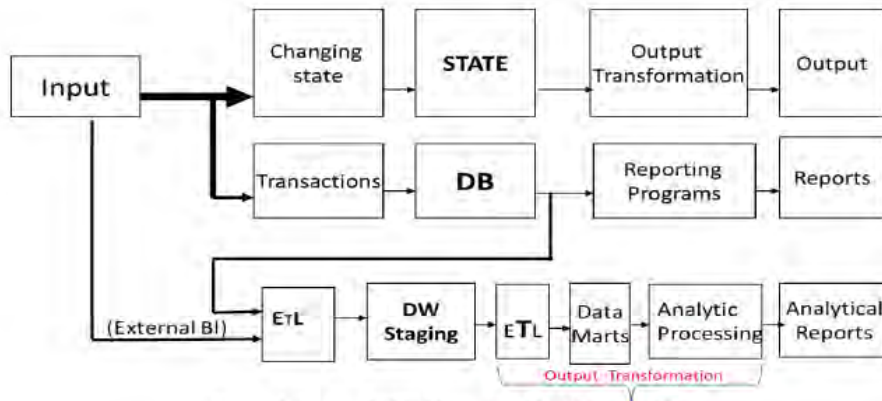 Input
Changing
state
STATE
Output
Transformation
Output
Transactions
DB
Reporting
Programs
Reports
(External BI)
ETL
DW
Staging
ETL
Data
Marts
Analytic
Processing
Analytical
Reports
Output Transformation